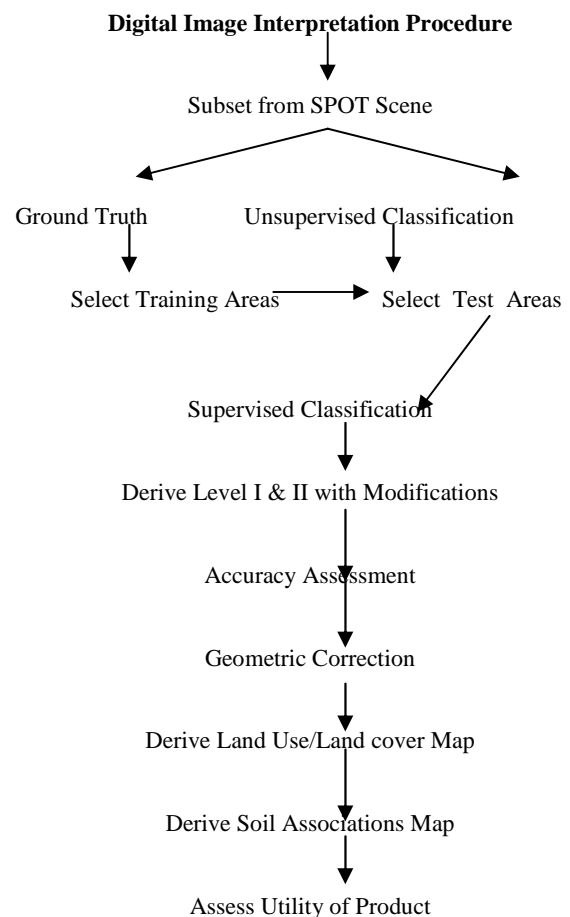 Digital Image Interpretation Procedure
Subset from SPOT Scene
Ground Truth
Unsupervised Classification
Select Training Areas
Select Test Areas
Supervised Classification
Derive Level I & II with Modifications
Accuracy Assessment
Geometric Correction
Derive Land Use/Land cover Map
Derive Soil Associations Map
Assess Utility of Product